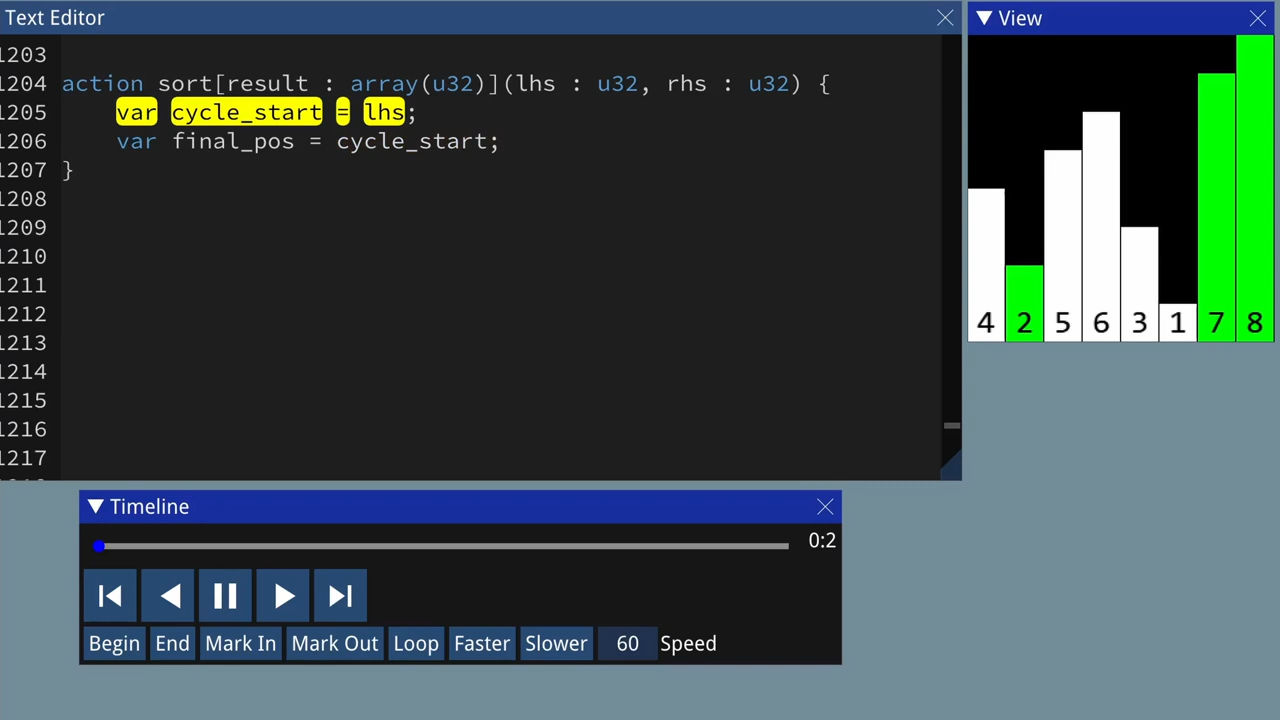 Text Editor
1203
1204 action sort[result : array(u32)](lhs : u32, rhs : u32) {
1205 var cycle_start = lhs;
1206 var final_pos = cycle_start;
1207 }
1208
1209
1210
1211
1212
1213
1214
1215
1216
1217
View
4 2 5 6 3 1 7 8
Timeline
0:2
Begin End Mark In Mark Out Loop Faster Slower 60 Speed